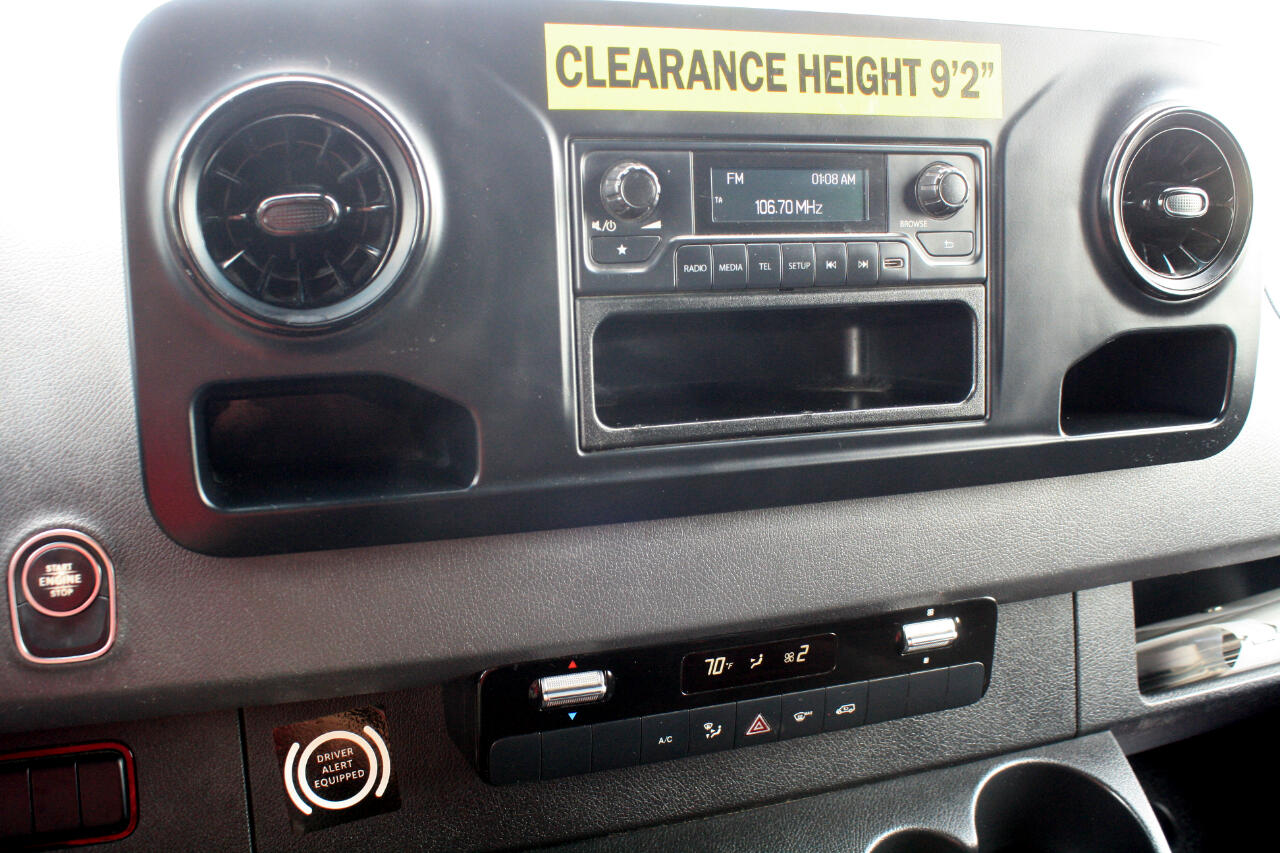 CLEARANCE HEIGHT 9'2"
FM 01:08 AM
TA
106.70 MHz
BROWSE
RADIO MEDIA TEL SETUP
START
ENGINE
STOP
70°F 2
A/C MAX
DRIVER
ALERT
EQUIPPED